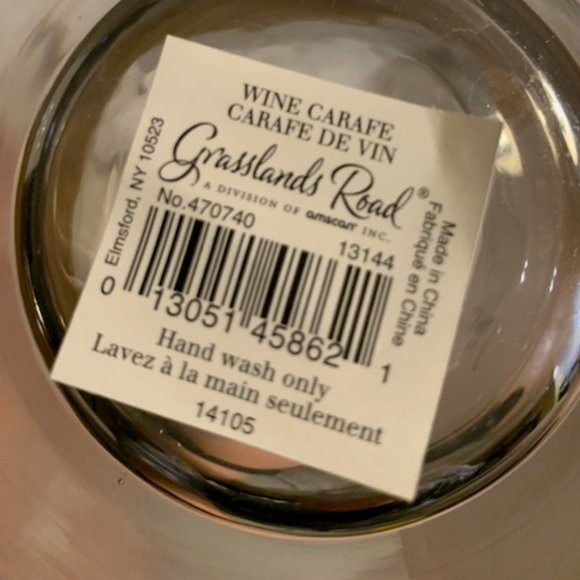 WINE CARAFE
CARAFE DE VIN
Grasslands Road®
A DIVISION OF amscan INC.
No.470740
13144
0 13051 45862 1
Hand wash only
Lavez à la main seulement
14105
Elmsford, NY 10523
Made in China
Fabriqué en Chine